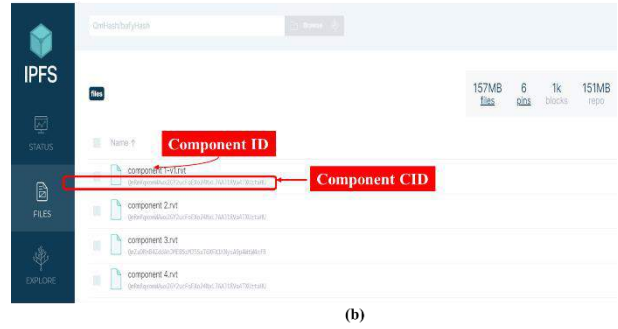 QmHash/bafyHash
Browse
IPFS
files
157MB 6 1k 151MB
files pins blocks repo
STATUS
Name ↑
Component ID
component 1-V1.rvt
Component CID
FILES
component 2.rvt
component 3.rvt
EXPLORE
component 4.rvt
(b)